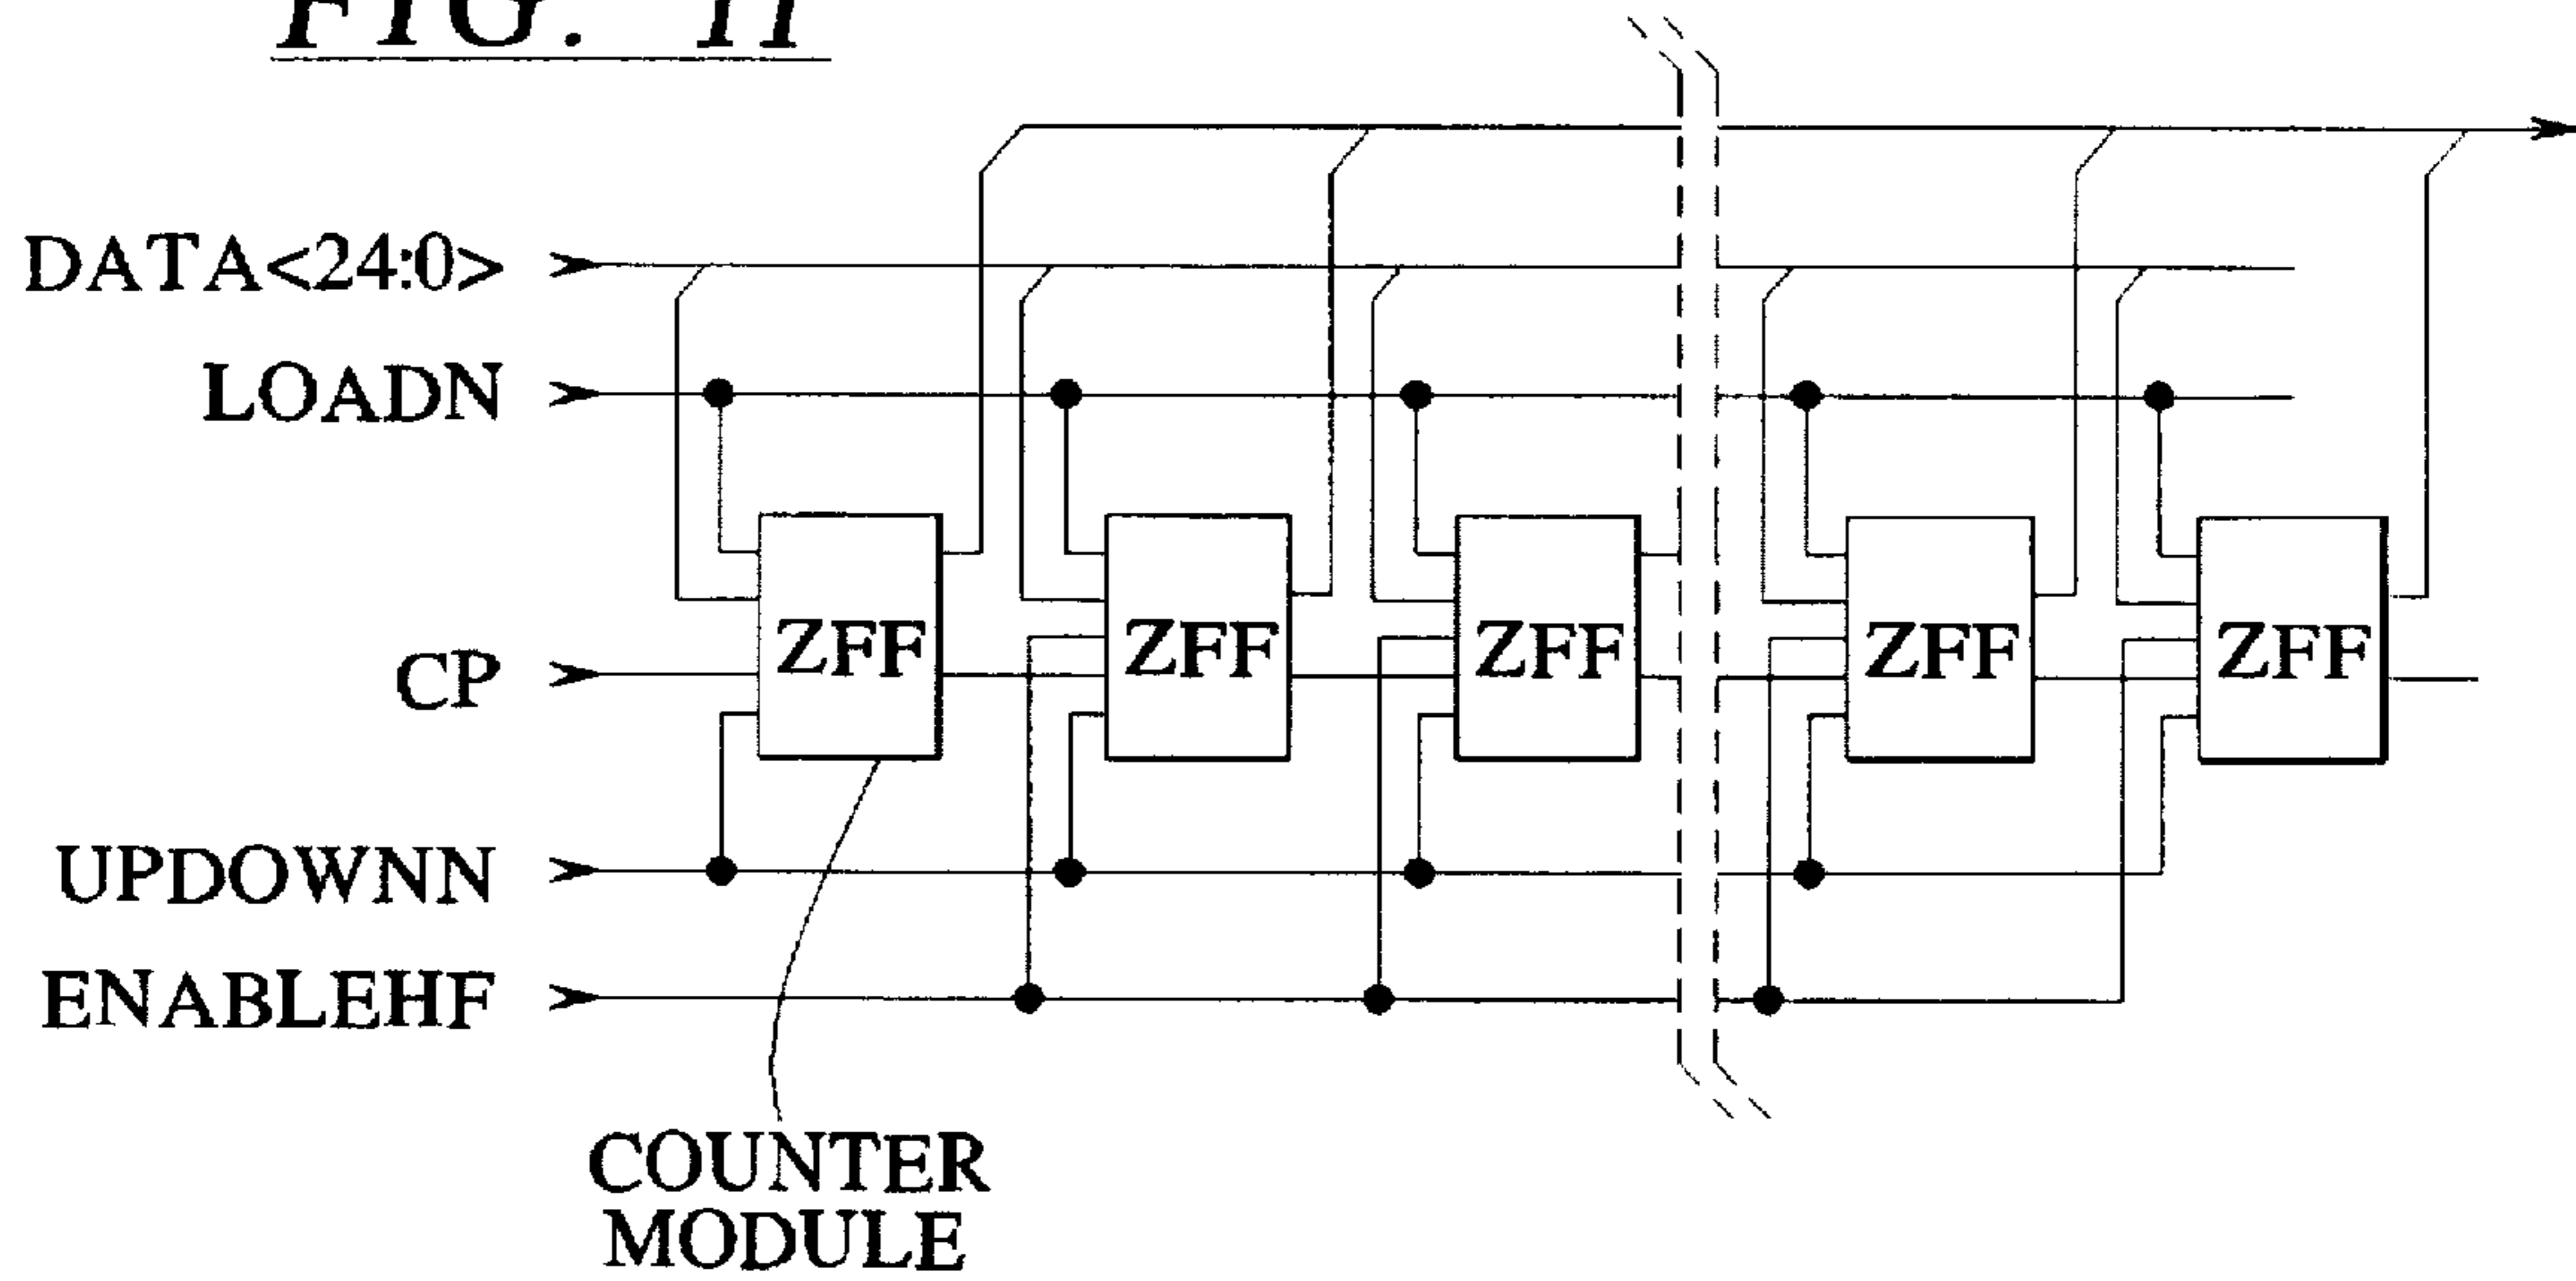 FIG. 11
DATA<24:0>
LOADN
ZFF ZFF ZFF ZFF ZFF
CP
UPDOWNN
ENABLEHF
COUNTER
MODULE